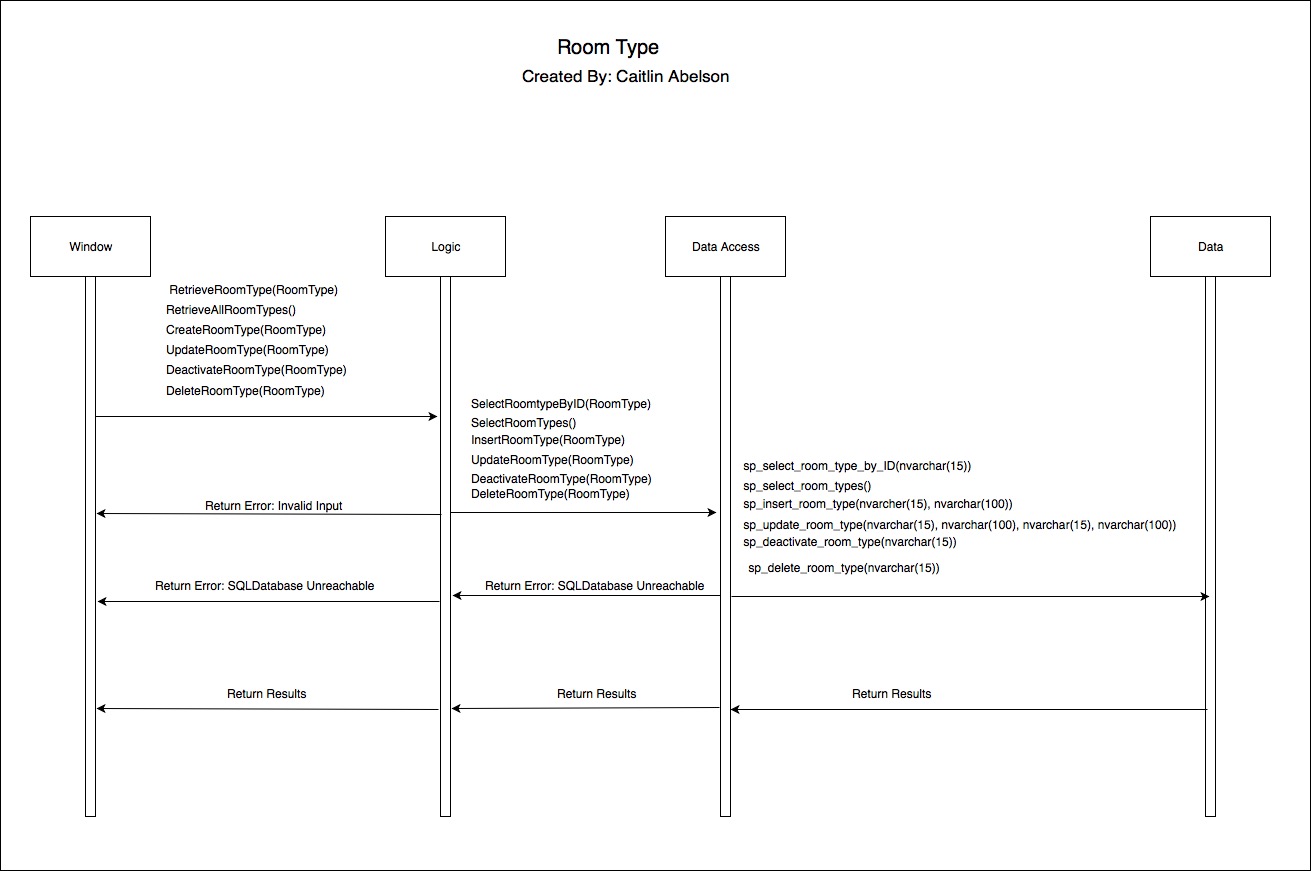 Room Type
Created By: Caitlin Abelson
Window
Logic
Data Access
Data
RetrieveRoomType(RoomType)
RetrieveAllRoomTypes()
CreateRoomType(RoomType)
UpdateRoomType(RoomType)
DeactivateRoomType(RoomType)
DeleteRoomType(RoomType)
SelectRoomtypeByID(RoomType)
SelectRoomTypes()
InsertRoomType(RoomType)
UpdateRoomType(RoomType)
DeactivateRoomType(RoomType)
DeleteRoomType(RoomType)
sp_select_room_type_by_ID(nvarchar(15))
sp_select_room_types()
sp_insert_room_type(nvarcher(15), nvarchar(100))
sp_update_room_type(nvarchar(15), nvarchar(100), nvarchar(15), nvarchar(100))
sp_deactivate_room_type(nvarchar(15))
sp_delete_room_type(nvarchar(15))
Return Error: Invalid Input
Return Error: SQLDatabase Unreachable
Return Error: SQLDatabase Unreachable
Return Results
Return Results
Return Results